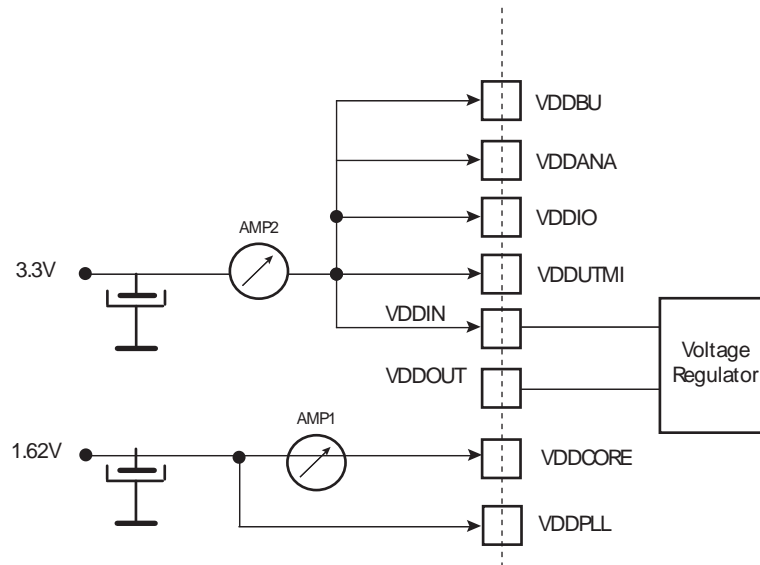 VDDBU
VDDANA
VDDIO
AMP2
3.3V
VDDUTMI
VDDIN
Voltage
Regulator
VDDOUT
AMP1
1.62V
VDDCORE
VDDPLL